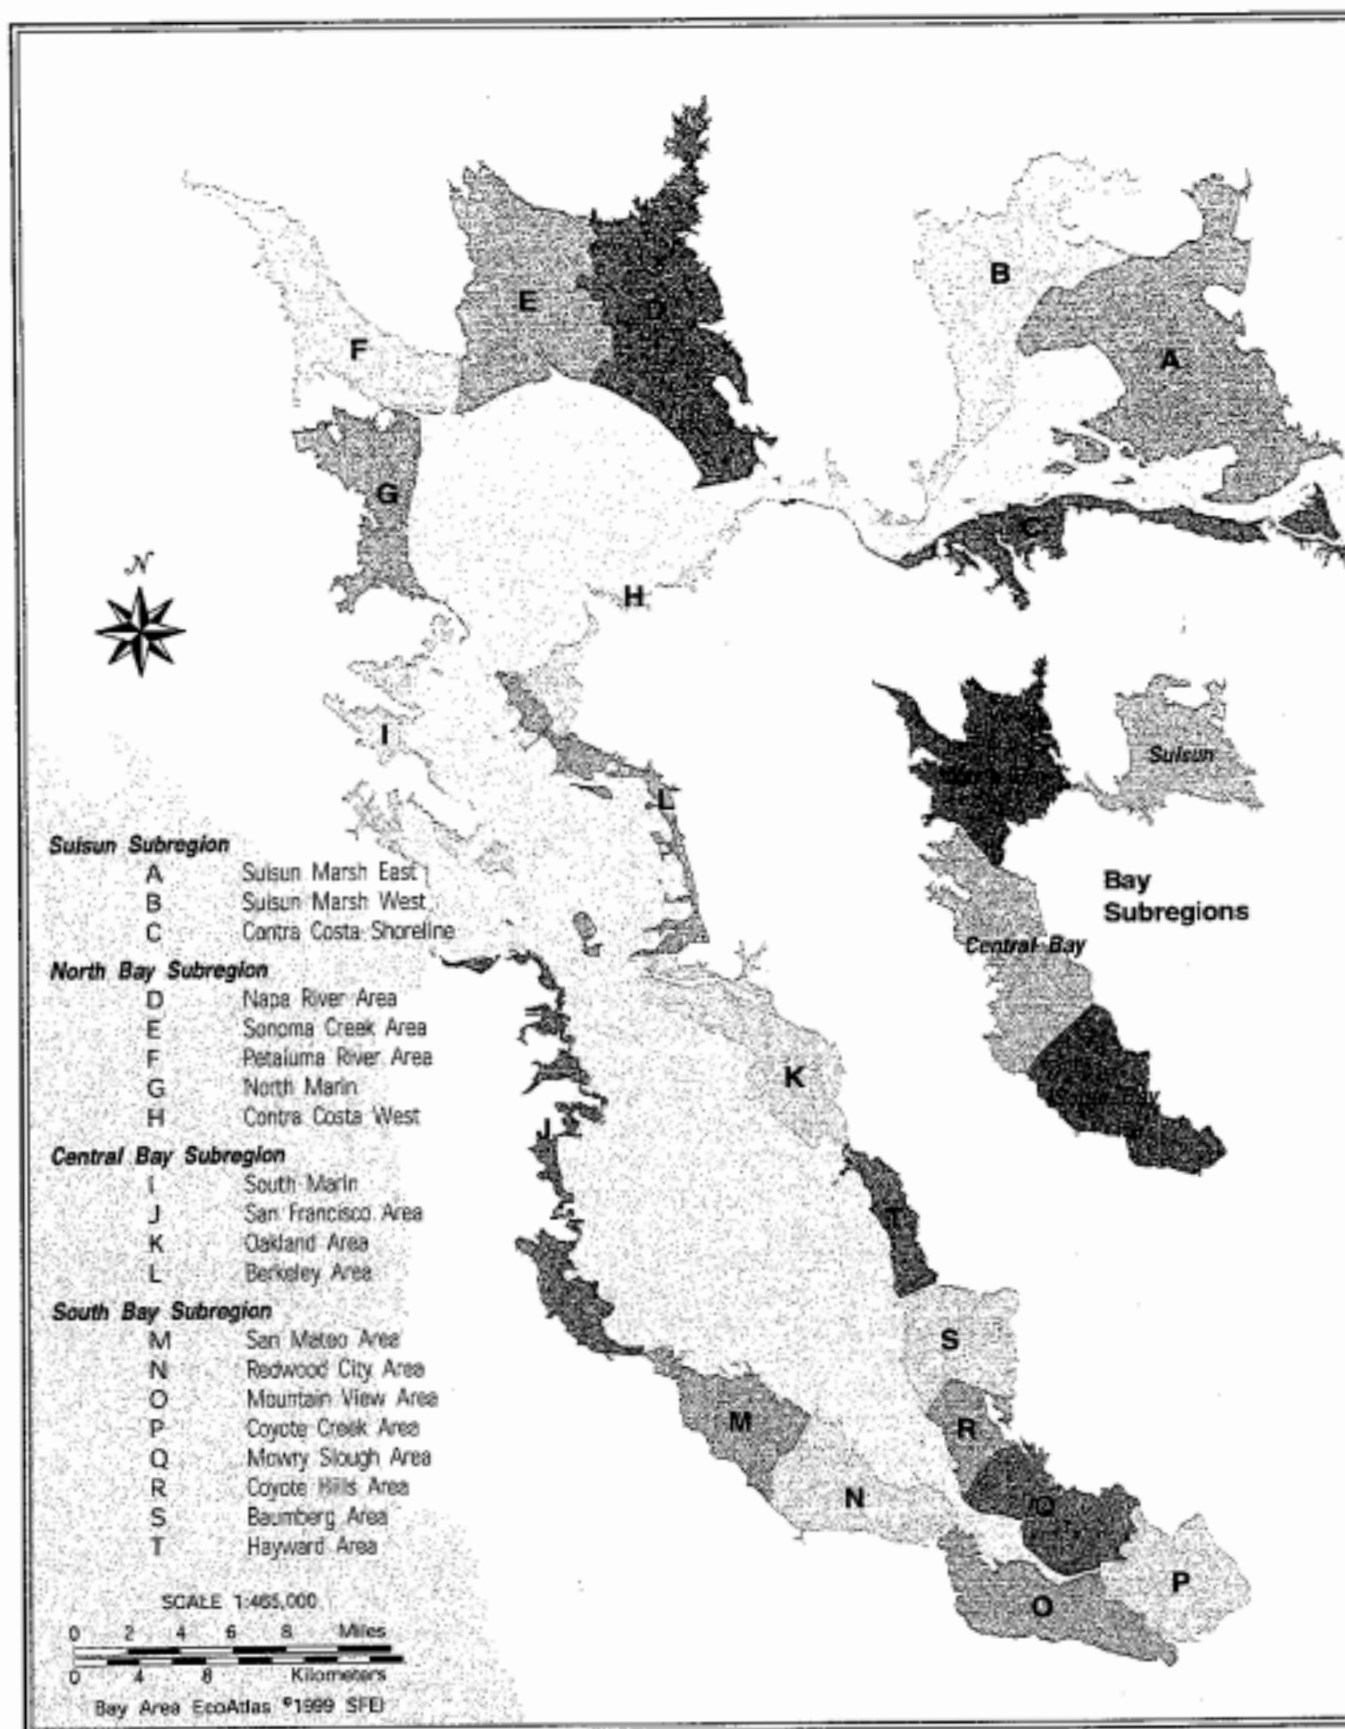 F
E
D
B
A
G
C
N
H
I
L
Suisun
Bay
Subregions
Central Bay
K
J
T
S
R
M
N
Q
P
O
Suisun Subregion
A Suisun Marsh East
B Suisun Marsh West
C Contra Costa Shoreline
North Bay Subregion
D Napa River Area
E Sonoma Creek Area
F Petaluma River Area
G North Marin
H Contra Costa West
Central Bay Subregion
I South Marin
J San Francisco Area
K Oakland Area
L Berkeley Area
South Bay Subregion
M San Mateo Area
N Redwood City Area
O Mountain View Area
P Coyote Creek Area
Q Mowry Slough Area
R Coyote Hills Area
S Baumberg Area
T Hayward Area
SCALE 1:465,000
0 2 4 6 8 Miles
0 4 8 Kilometers
Bay Area EcoAtlas ©1999 SFEI